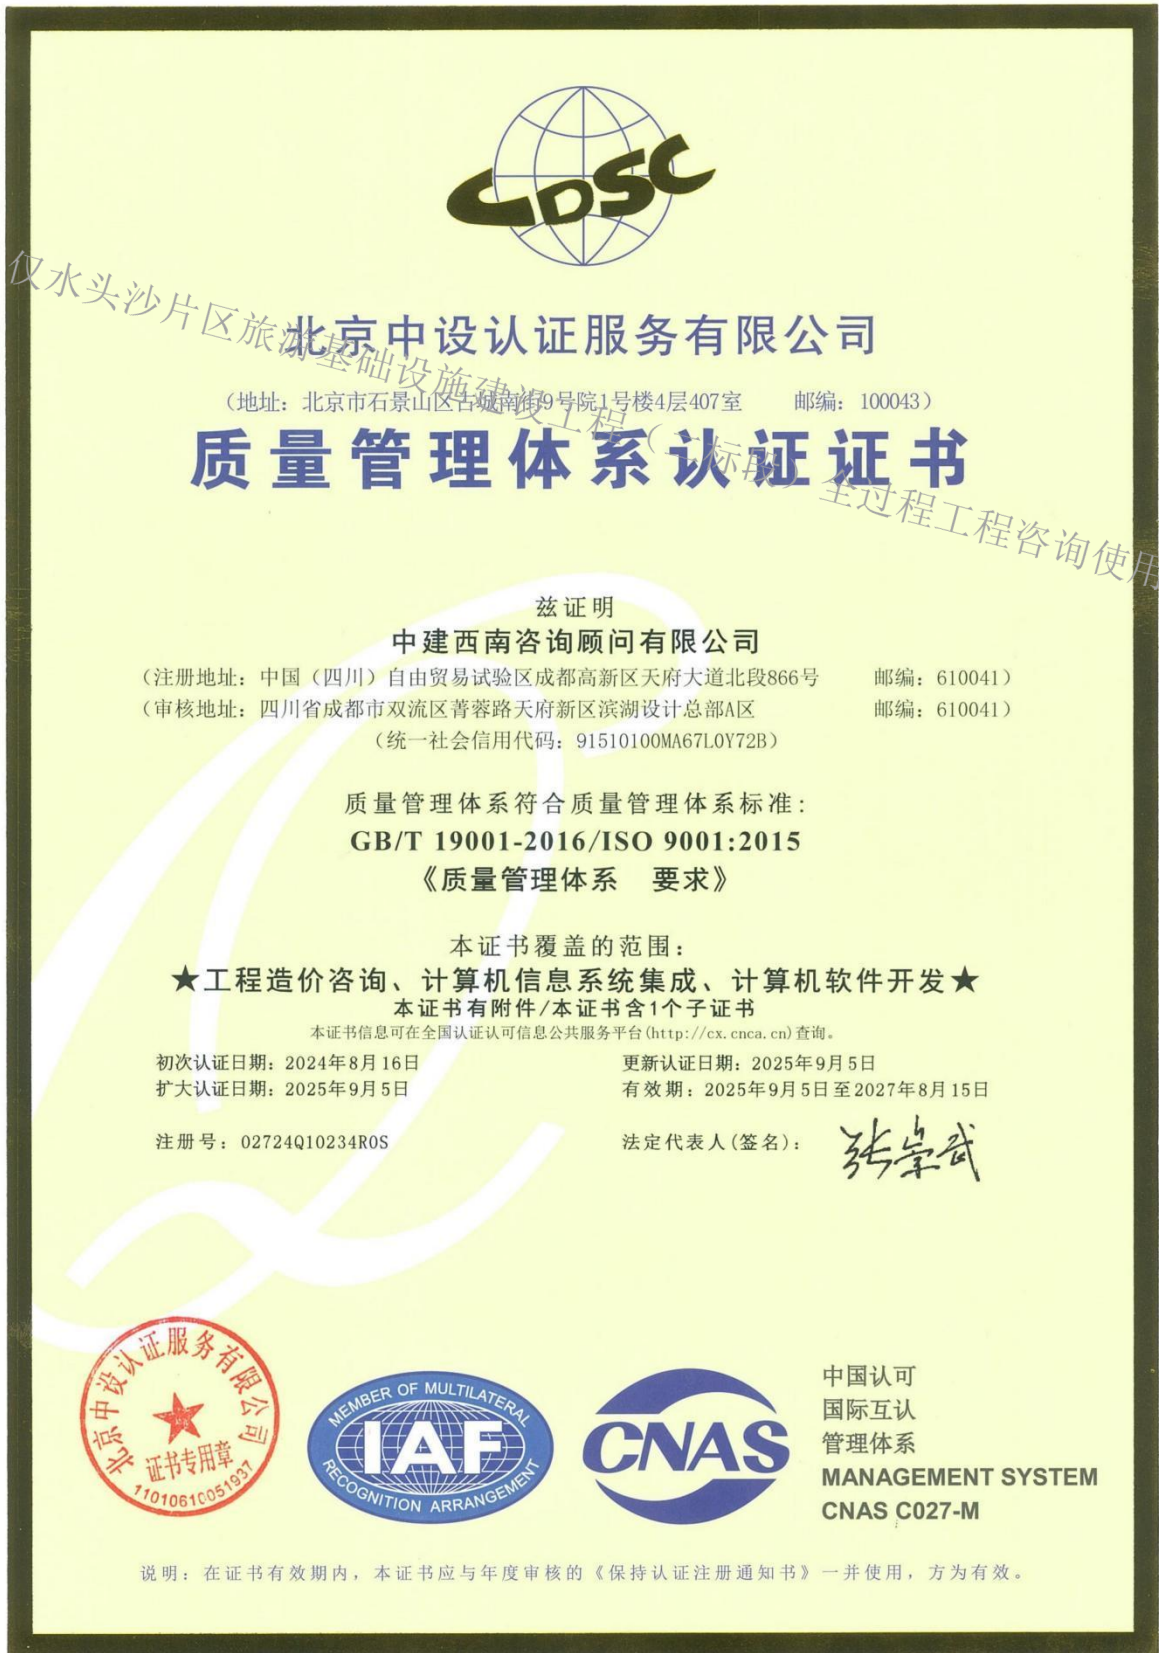 CDSC
仅水头沙片区旅游基础设施建设工程（二标段）全过程工程咨询使用
北京中设认证服务有限公司
（地址：北京市石景山区古城南街9号院1号楼4层407室 邮编：100043）
质量管理体系认证证书
兹证明
中建西南咨询顾问有限公司
（注册地址：中国（四川）自由贸易试验区成都高新区天府大道北段866号 邮编：610041）
（审核地址：四川省成都市双流区菁蓉路天府新区滨湖设计总部A区 邮编：610041）
（统一社会信用代码：91510100MA67L0Y72B）
质量管理体系符合质量管理体系标准：
GB/T 19001-2016/ISO 9001:2015
《质量管理体系 要求》
本证书覆盖的范围：
★工程造价咨询、计算机信息系统集成、计算机软件开发★
本证书有附件/本证书含1个子证书
本证书信息可在全国认证认可信息公共服务平台(http://cx.cnca.cn)查询。
初次认证日期：2024年8月16日 更新认证日期：2025年9月5日
扩大认证日期：2025年9月5日 有效期：2025年9月5日至2027年8月15日
注册号：02724Q10234R0S 法定代表人(签名)：张崇武
北京中设认证服务有限公司
证书专用章
11010610051937
MEMBER OF MULTILATERAL
IAF
RECOGNITION ARRANGEMENT
CNAS
中国认可
国际互认
管理体系
MANAGEMENT SYSTEM
CNAS C027-M
说明：在证书有效期内，本证书应与年度审核的《保持认证注册通知书》一并使用，方为有效。